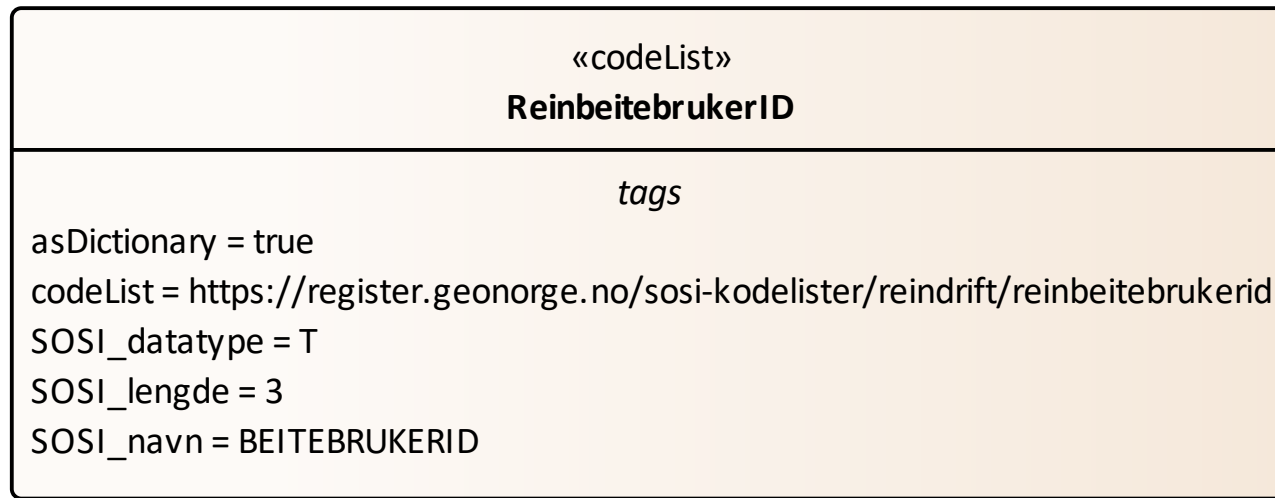 «codeList»
ReinbeitebrukerID
tags
asDictionary = true
codeList = https://register.geonorge.no/sosi-kodelister/reindrift/reinbeitebrukerid
SOSI_datatype = T
SOSI_lengde = 3
SOSI_navn = BEITEBRUKERID